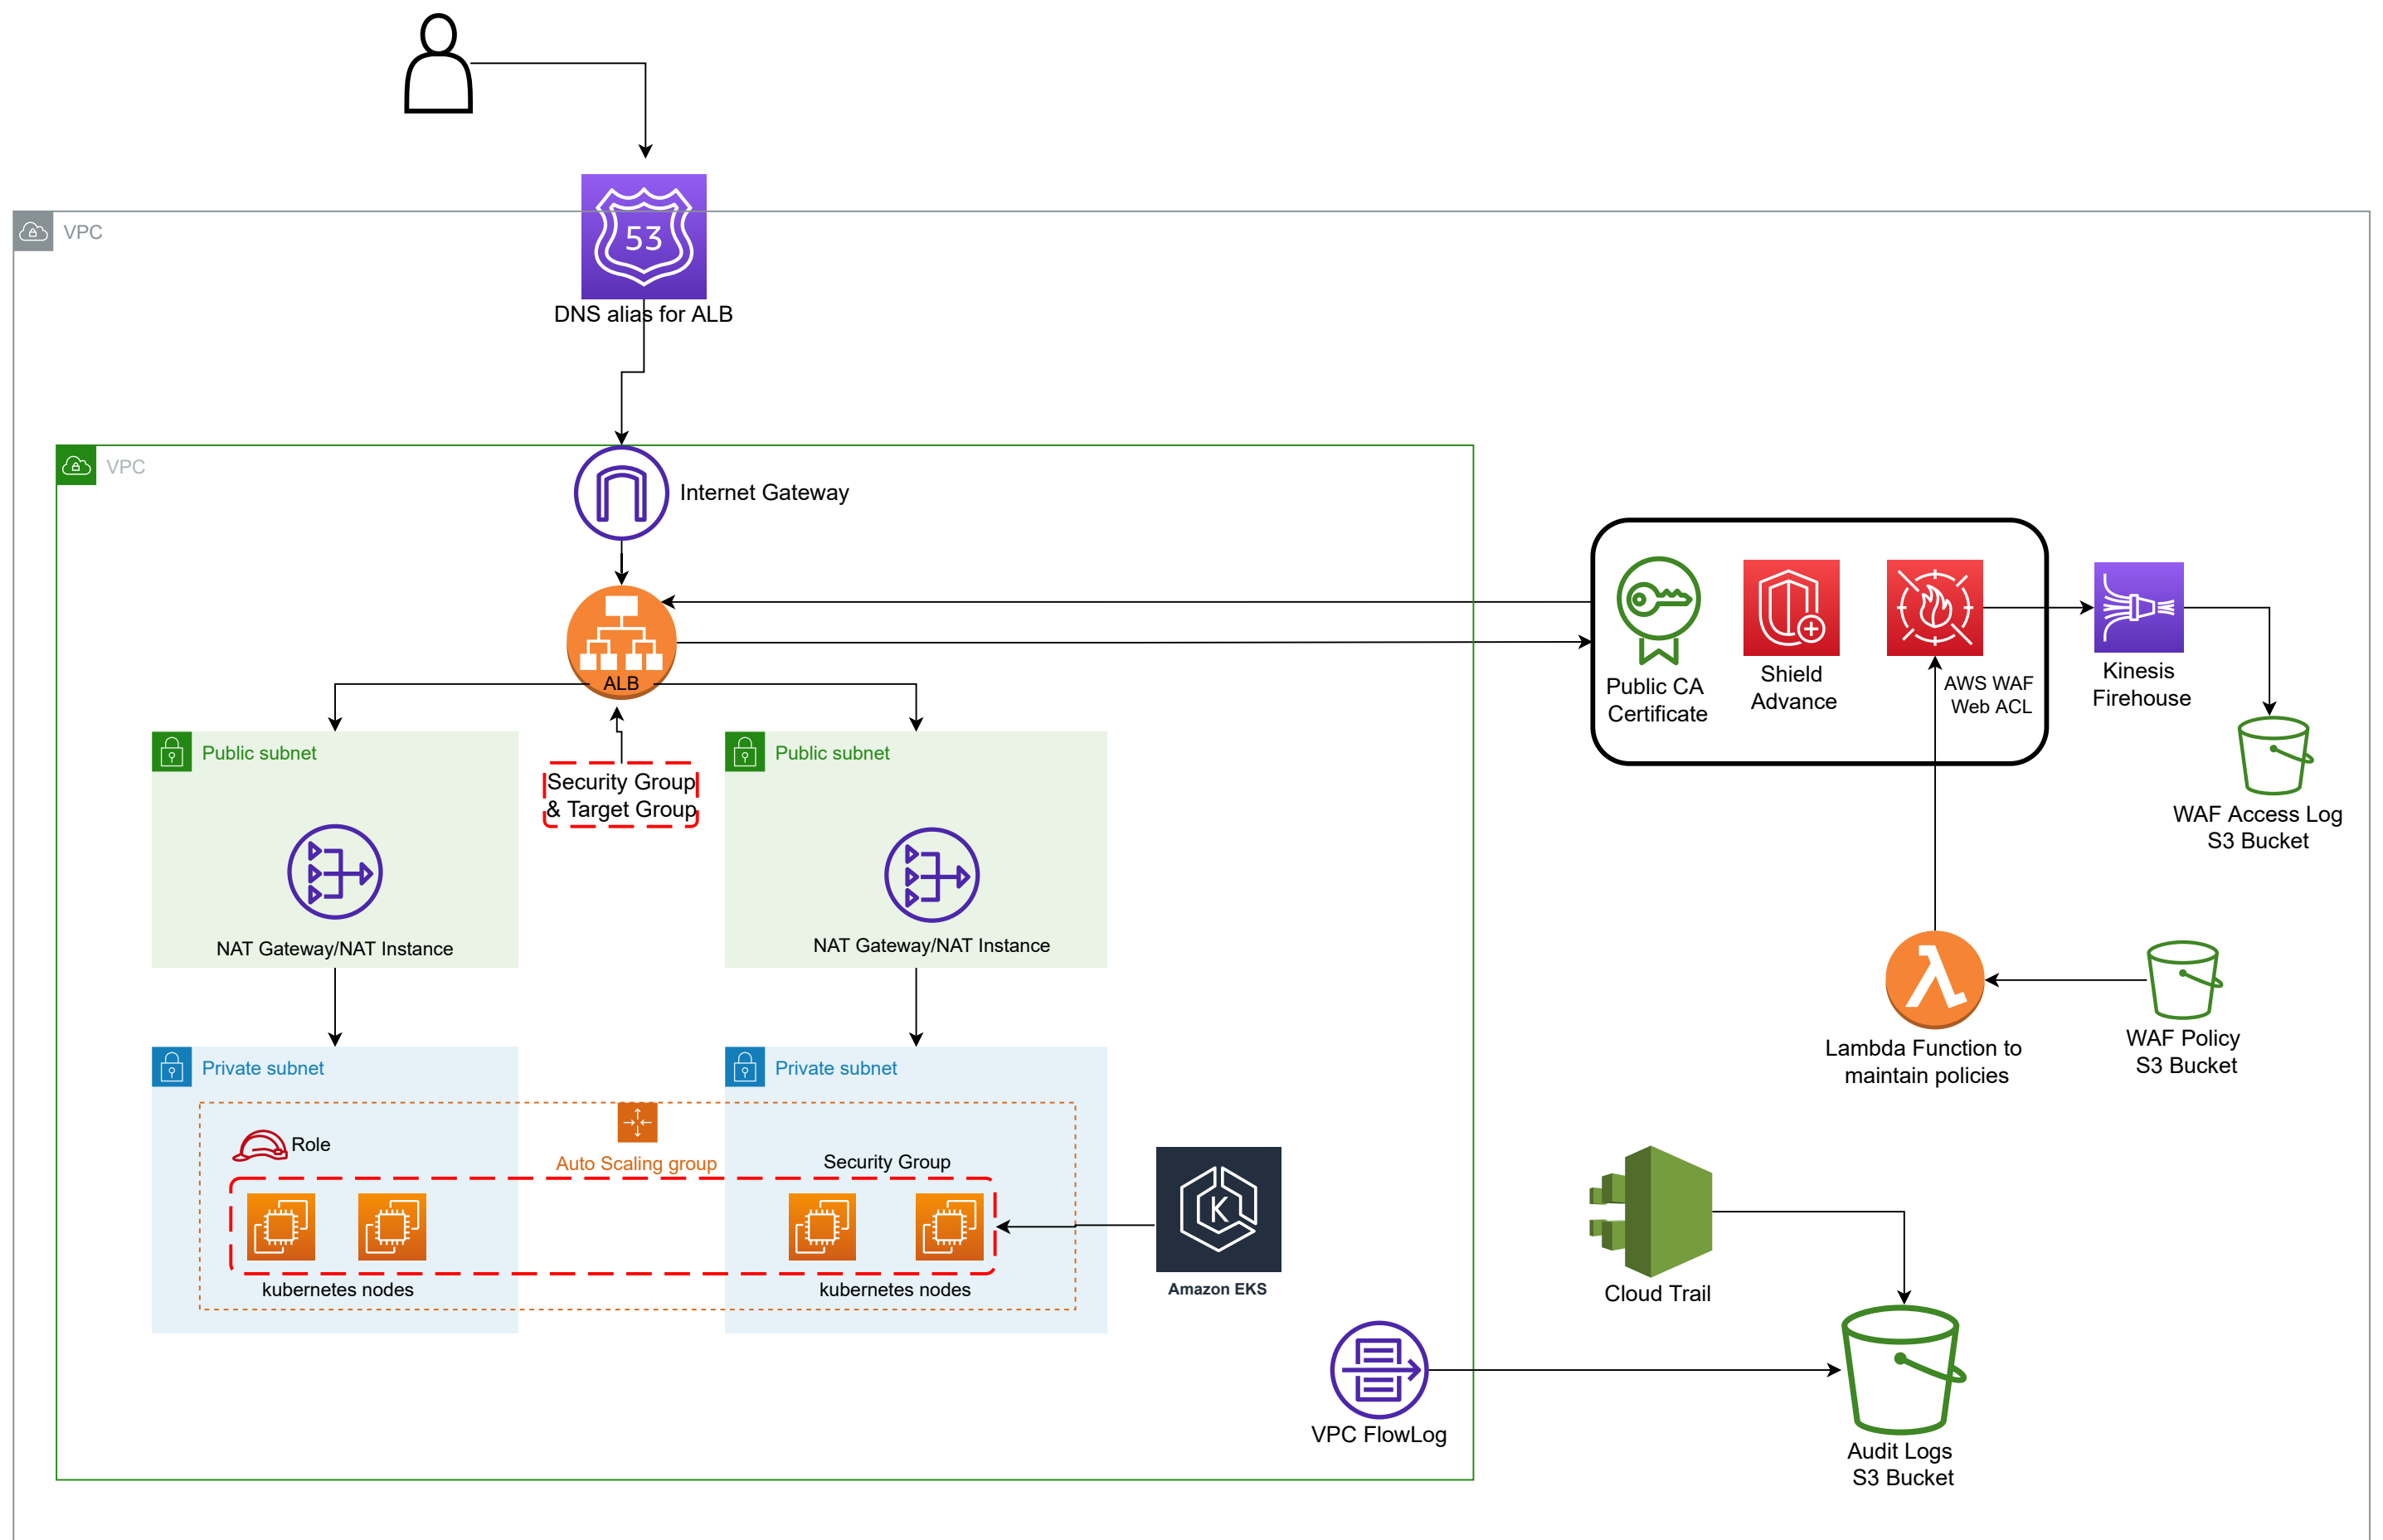 53
VPC
DNS alias for ALB
VPC
Internet Gateway
ALB
Public CA
Certificate
Shield
Advance
AWS WAF
Web ACL
Kinesis
Firehouse
Public subnet
Public subnet
Security Group
& Target Group
WAF Access Log
S3 Bucket
NAT Gateway/NAT Instance
NAT Gateway/NAT Instance
Lambda Function to
maintain policies
WAF Policy
S3 Bucket
Private subnet
Private subnet
Role
Auto Scaling group
Security Group
K
kubernetes nodes
kubernetes nodes
Amazon EKS
Cloud Trail
VPC FlowLog
Audit Logs
S3 Bucket